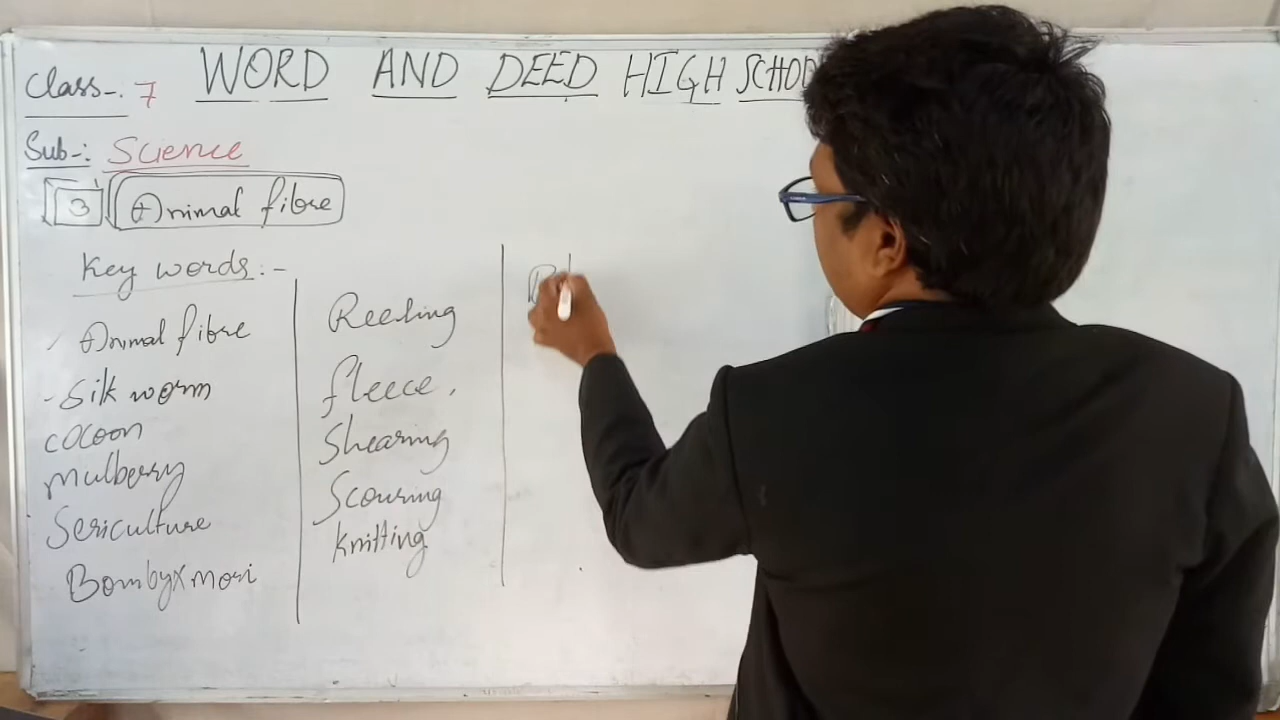 WORD AND DEED HIGH SCHOO
Class-. 7
Sub-: Science
3 Animal fibre
Key words:-
Animal fibre
- Silk worm
cocoon
mulberry
Sericulture
Bombyx mori
Reeling
fleece.
Shearing
Scouring
knitting